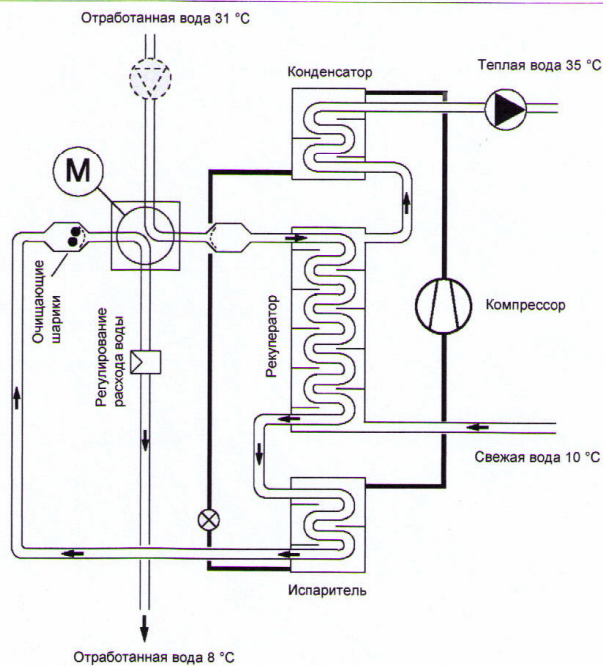 Отработанная вода 31 °C
Конденсатор
Теплая вода 35 °C
M
Очищающие
шарики
Регулирование
расхода воды
Рекуператор
Компрессор
Свежая вода 10 °C
Испаритель
Отработанная вода 8 °C